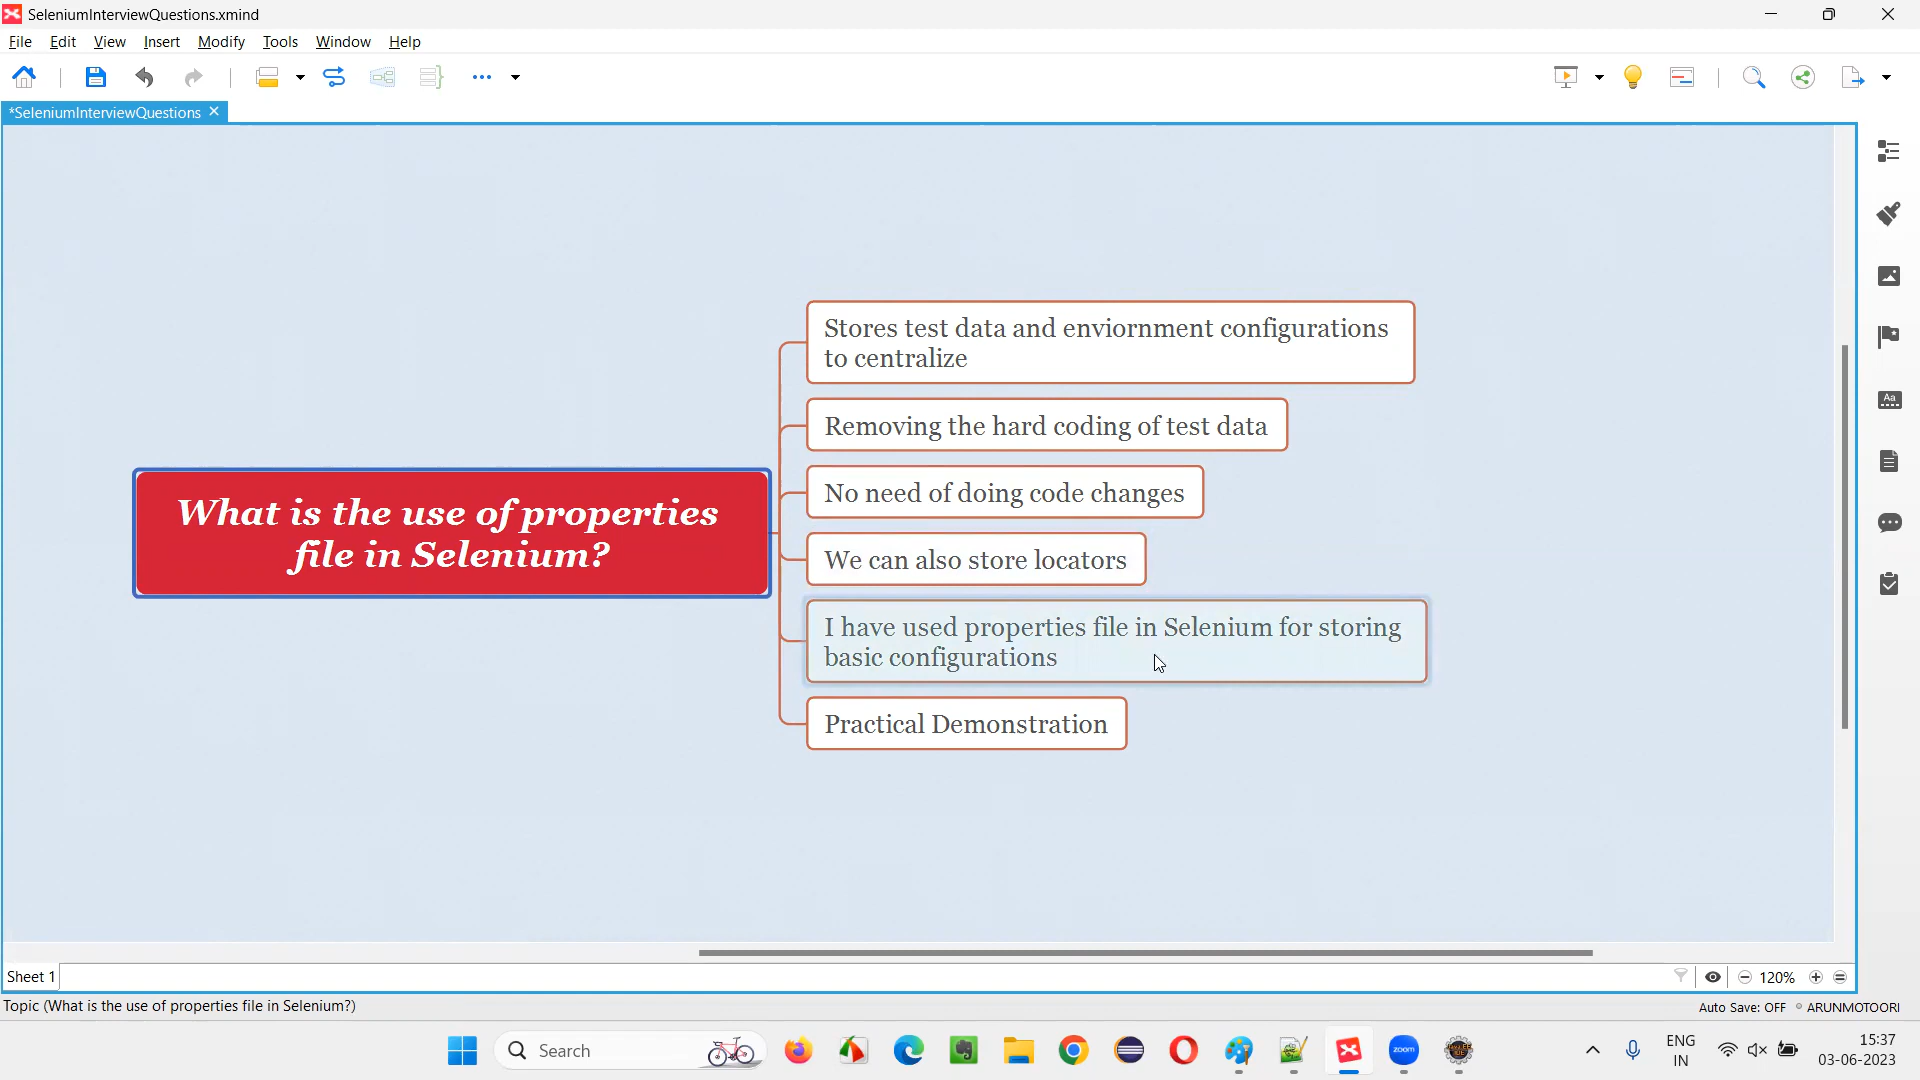 SeleniumInterviewQuestions.xmind
File Edit View Insert Modify Tools Window Help
*SeleniumInterviewQuestions
Stores test data and enviornment configurations
to centralize
Removing the hard coding of test data
No need of doing code changes
What is the use of properties
file in Selenium?
We can also store locators
I have used properties file in Selenium for storing
basic configurations
Practical Demonstration
Sheet 1
120%
Topic (What is the use of properties file in Selenium?)
Auto Save: OFF
ARUNMOTOORI
Search
zoom
ENG
IN
15:37
03-06-2023
Aa